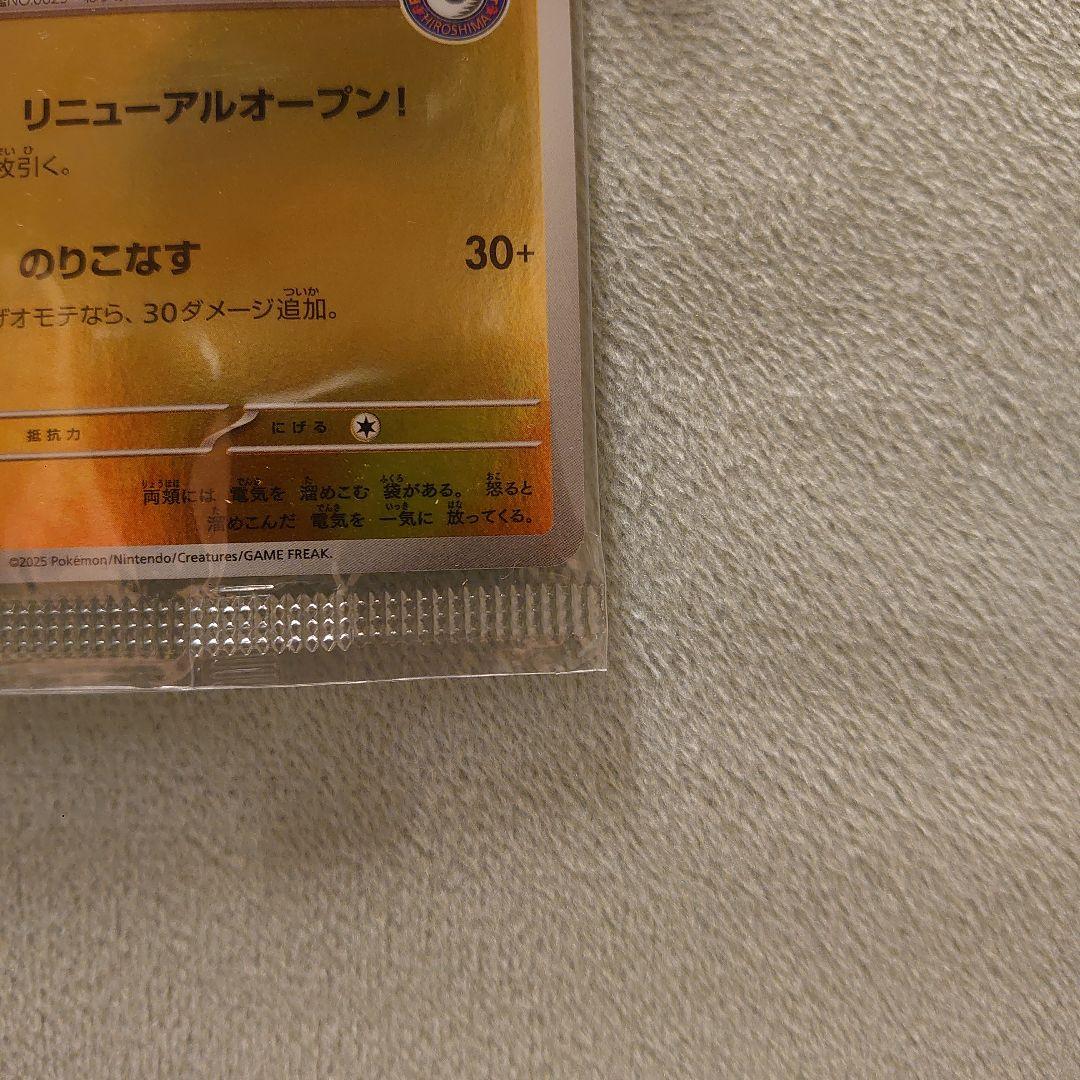 NO.0025
HIROSHIMA
リニューアルオープン!
枚引く。
のりこなす 30+
オモテなら、30ダメージ追加。
抵抗力 にげる
両頬には 電気を 溜めこむ 袋がある。 怒ると
溜めこんだ 電気を 一気に 放ってくる。
©2025 Pokémon/Nintendo/Creatures/GAME FREAK.